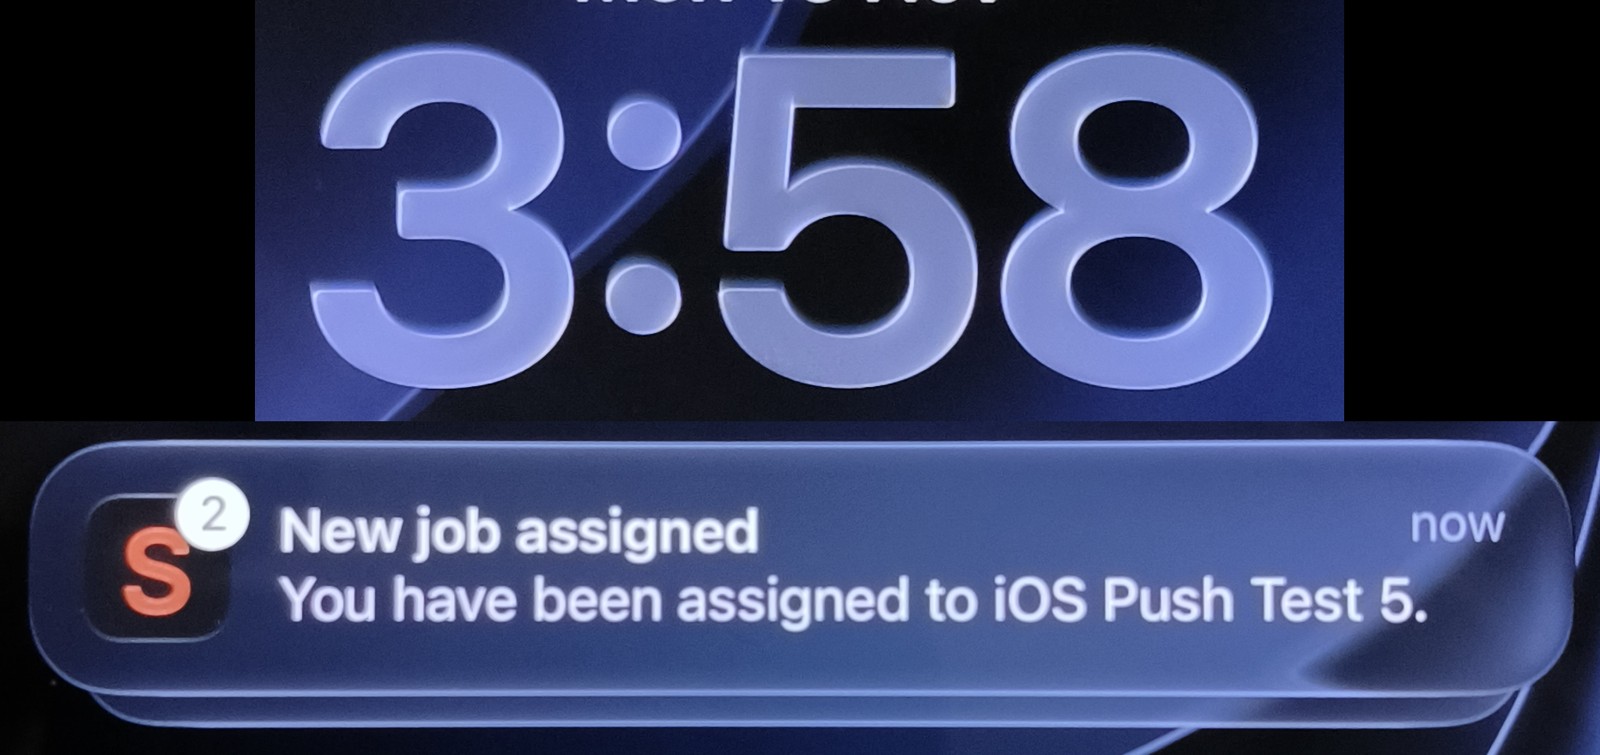 3:58
2
S
New job assigned
now
You have been assigned to iOS Push Test 5.